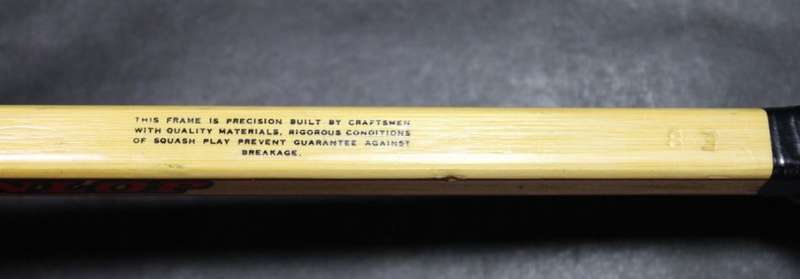 THIS FRAME IS PRECISION BUILT BY CRAFTSMEN
WITH QUALITY MATERIALS, RIGOROUS CONDITIONS
OF SQUASH PLAY PREVENT GUARANTEE AGAINST
BREAKAGE.